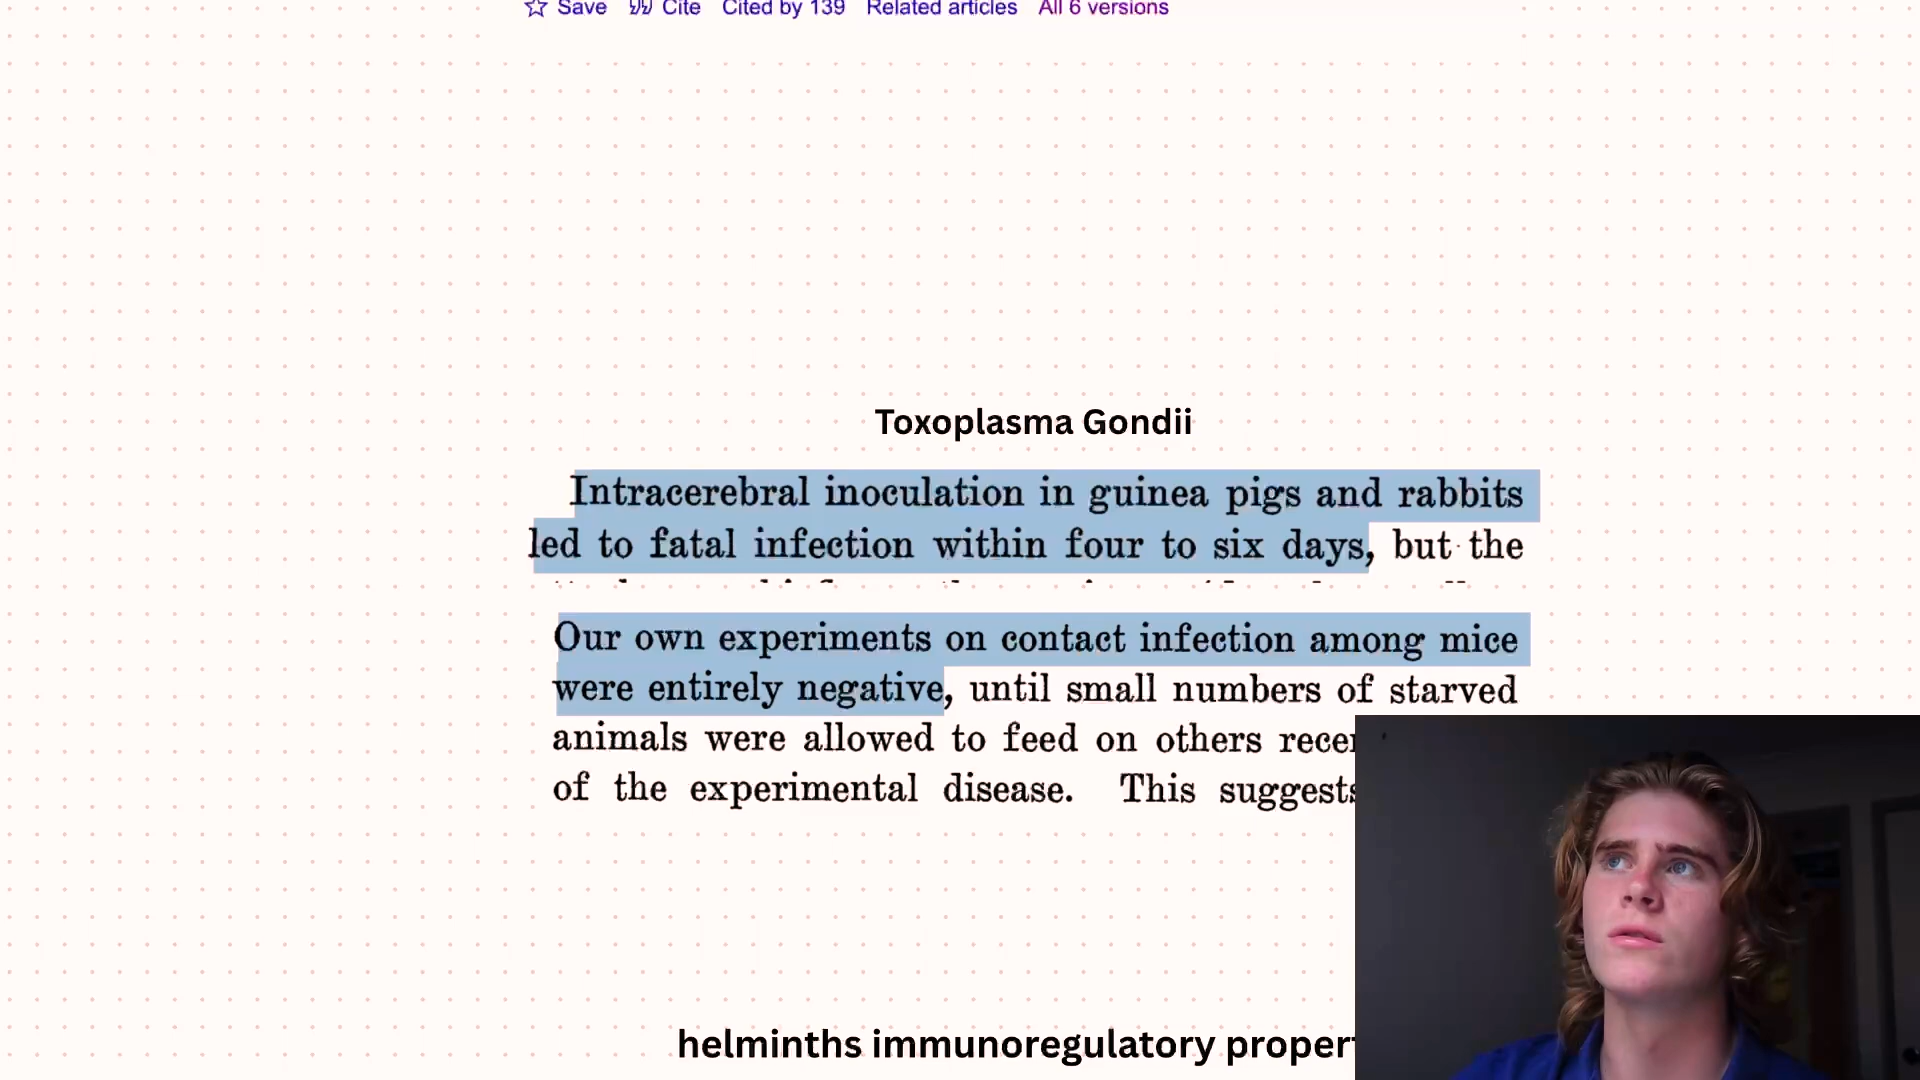 Save Cite Cited by 139 Related articles All 6 versions
Toxoplasma Gondii
Intracerebral inoculation in guinea pigs and rabbits
led to fatal infection within four to six days, but the
Our own experiments on contact infection among mice
were entirely negative, until small numbers of starved
animals were allowed to feed on others
of the experimental disease. This suggests
helminths immunoregulatory